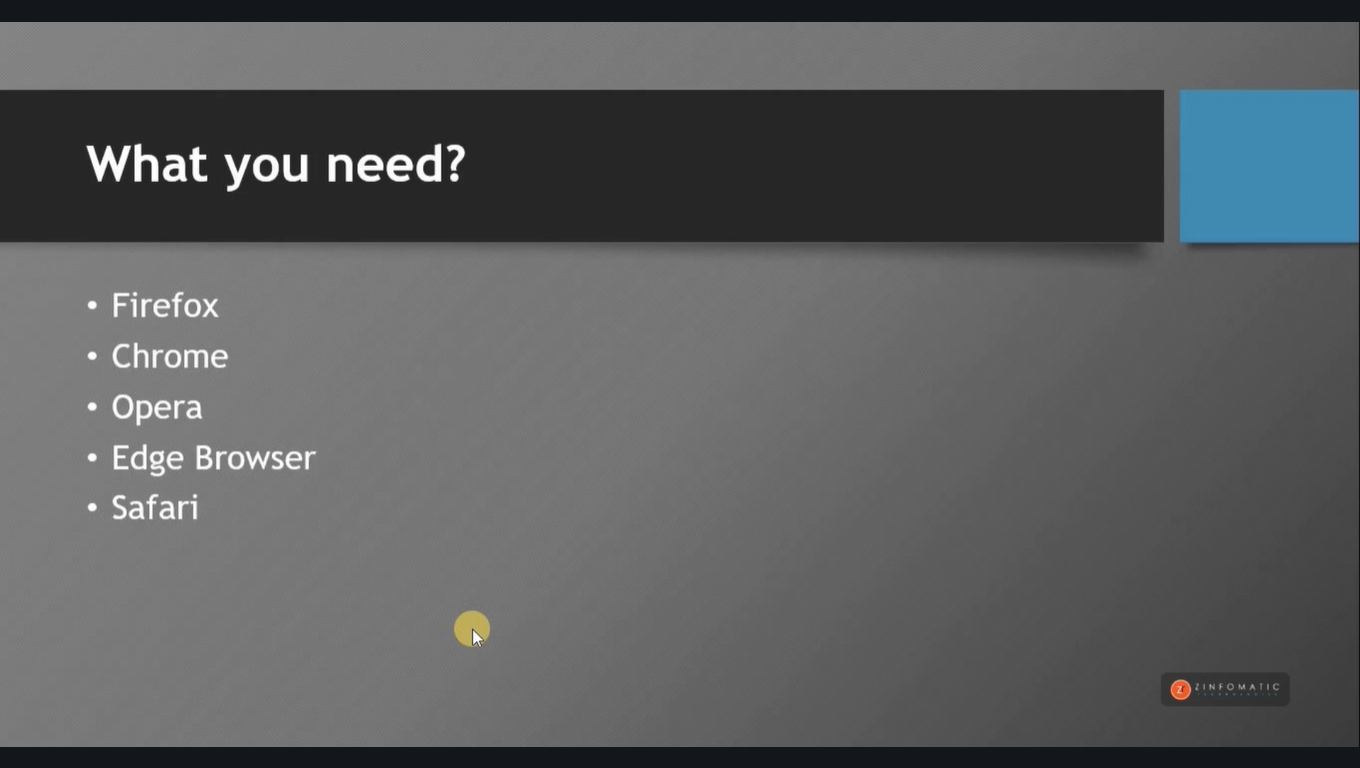 What you need?
• Firefox
• Chrome
• Opera
• Edge Browser
• Safari
Z ZINFOMATIC